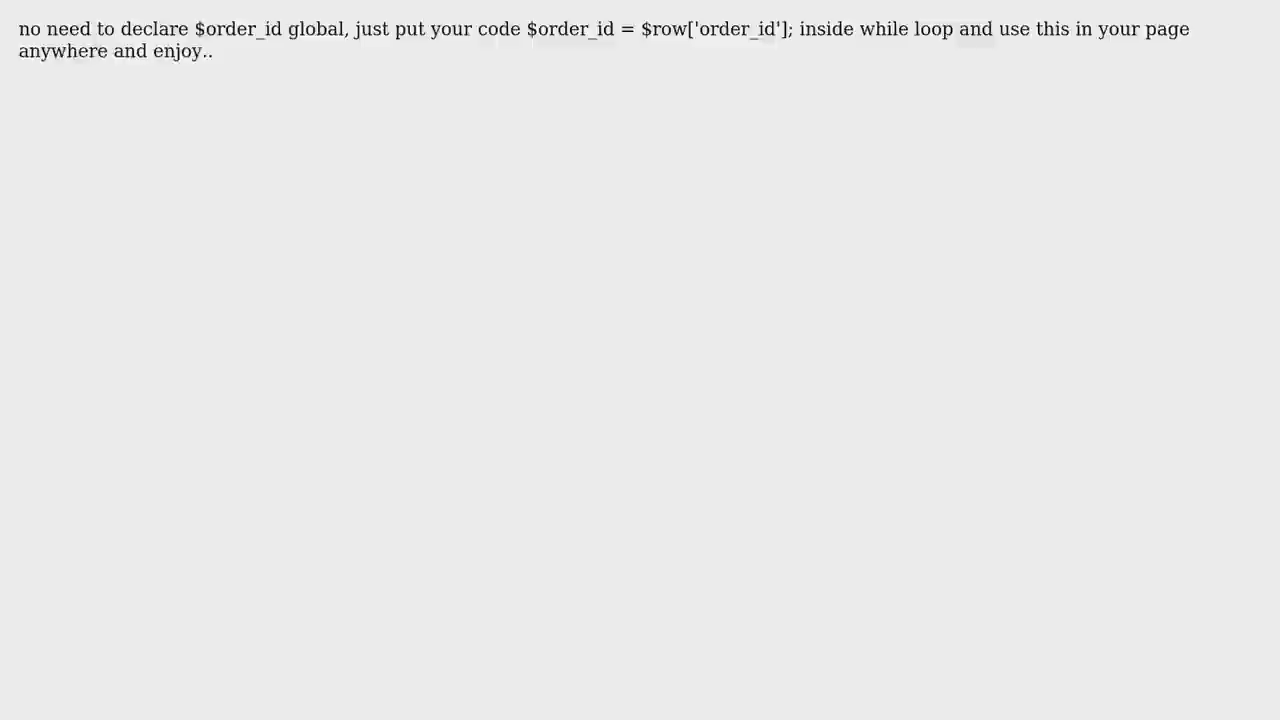 no need to declare $order_id global, just put your code $order_id = $row['order_id']; inside while loop and use this in your page
anywhere and enjoy..